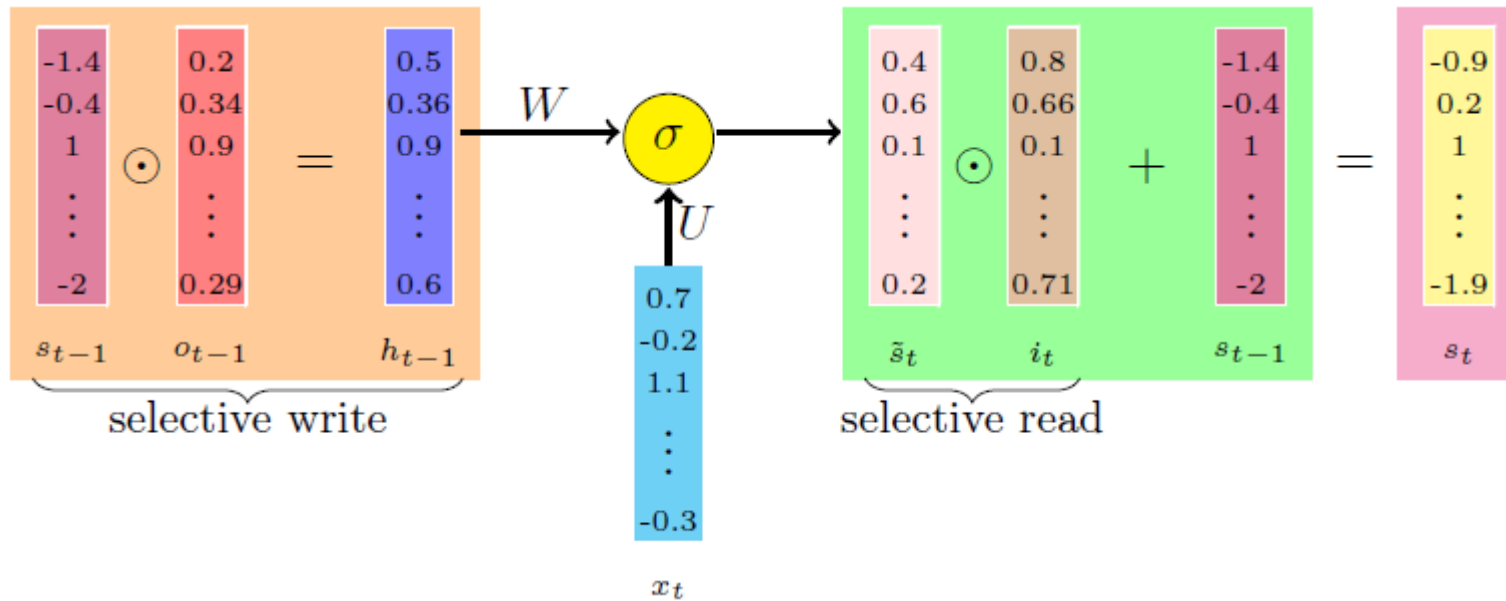 -1.4 0.2 0.5 0.4 0.8 -1.4 -0.9
-0.4 0.34 0.36 W σ 0.6 0.66 -0.4 0.2
1 ⊙ 0.9 = 0.9 0.1 ⊙ 0.1 + 1 = 1
⋮ ⋮ ⋮ U ⋮ ⋮ ⋮ ⋮
-2 0.29 0.6 0.2 0.71 -2 -1.9
s_{t−1} o_{t−1} h_{t−1} s̃_t i_t s_{t−1} s_t
selective write selective read
0.7
-0.2
1.1
⋮
-0.3
x_t